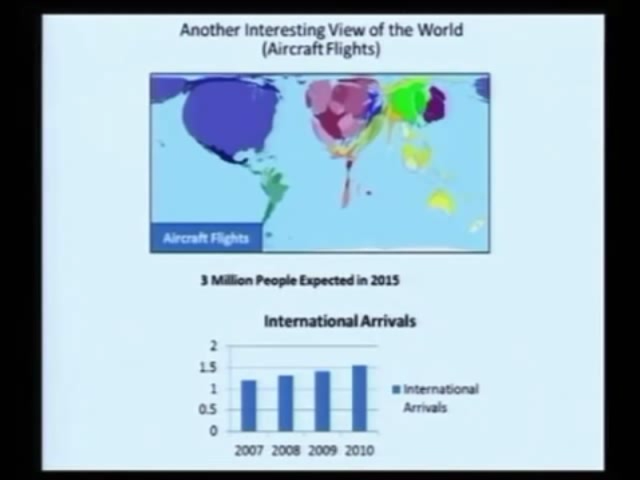 Another Interesting View of the World
(Aircraft Flights)
Aircraft Flights
3 Million People Expected in 2015
International Arrivals
2
1.5
1
0.5
0
2007 2008 2009 2010
International
Arrivals